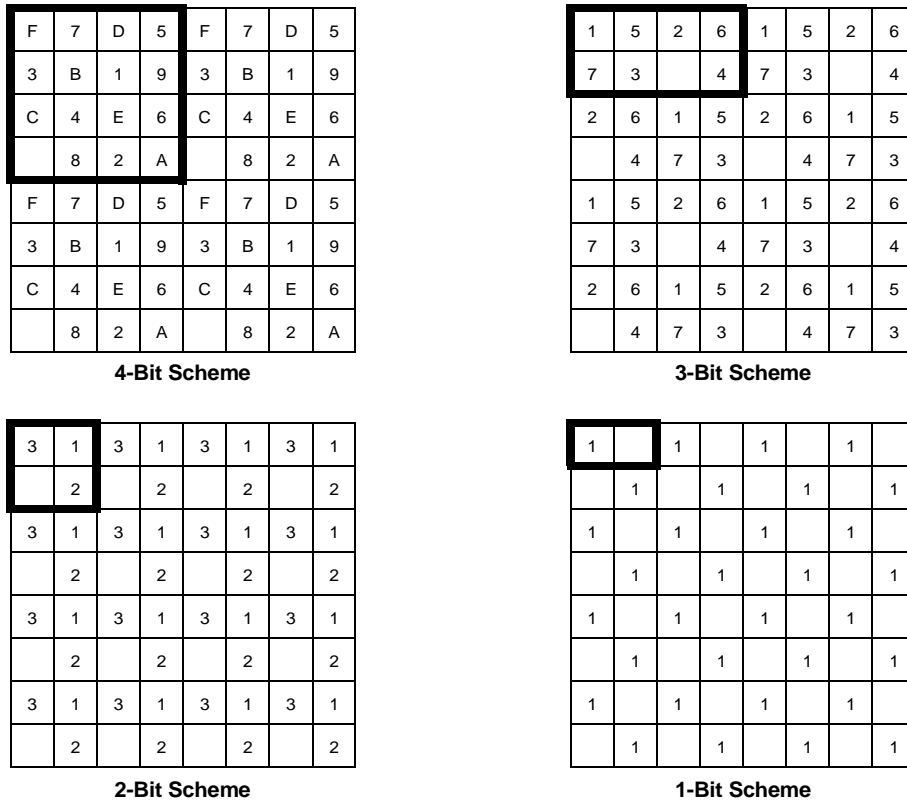 F 7 D 5 F 7 D 5
3 B 1 9 3 B 1 9
C 4 E 6 C 4 E 6
8 2 A 8 2 A
F 7 D 5 F 7 D 5
3 B 1 9 3 B 1 9
C 4 E 6 C 4 E 6
8 2 A 8 2 A
4-Bit Scheme
1 5 2 6 1 5 2 6
7 3 4 7 3 4
2 6 1 5 2 6 1 5
4 7 3 4 7 3
1 5 2 6 1 5 2 6
7 3 4 7 3 4
2 6 1 5 2 6 1 5
4 7 3 4 7 3
3-Bit Scheme
3 1 3 1 3 1 3 1
2 2 2 2
3 1 3 1 3 1 3 1
2 2 2 2
3 1 3 1 3 1 3 1
2 2 2 2
3 1 3 1 3 1 3 1
2 2 2 2
2-Bit Scheme
1 1 1 1
1 1 1 1
1 1 1 1
1 1 1 1
1 1 1 1
1 1 1 1
1 1 1 1
1 1 1 1
1-Bit Scheme